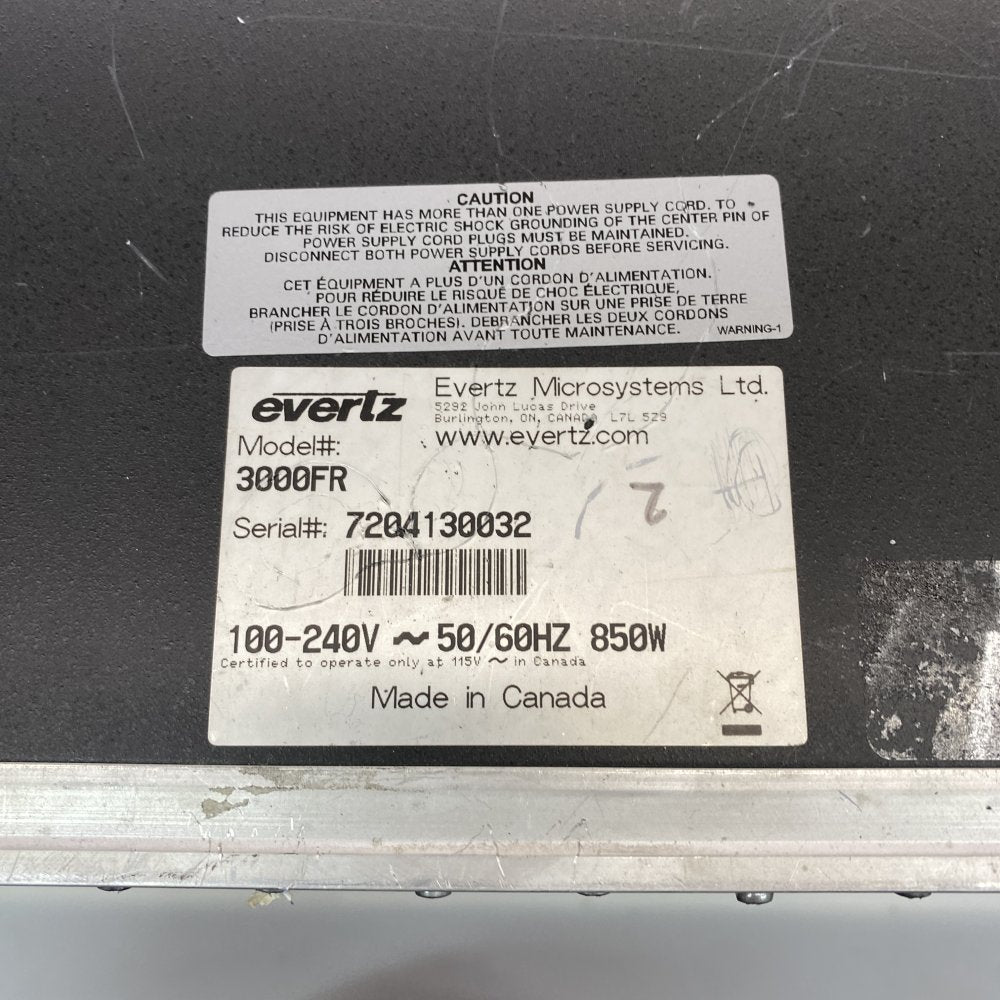 CAUTION
THIS EQUIPMENT HAS MORE THAN ONE POWER SUPPLY CORD. TO
REDUCE THE RISK OF ELECTRIC SHOCK GROUNDING OF THE CENTER PIN OF
POWER SUPPLY CORD PLUGS MUST BE MAINTAINED.
DISCONNECT BOTH POWER SUPPLY CORDS BEFORE SERVICING.
ATTENTION
CET ÉQUIPMENT A PLUS D'UN CORDON D'ALIMENTATION.
POUR RÉDUIRE LE RISQUE DE CHOC ÉLECTRIQUE,
BRANCHER LE CORDON D'ALIMENTATION SUR UNE PRISE DE TERRE
(PRISE À TROIS BROCHES). DEBRANCHER LES DEUX CORDONS
D'ALIMENTATION AVANT TOUTE MAINTENANCE. WARNING-1
evertz
Evertz Microsystems Ltd.
5292 John Lucas Drive
Burlington, ON, CANADA L7L 5Z9
www.evertz.com
Model#:
3000FR
Serial#: 7204130032
100-240V ~ 50/60HZ 850W
Certified to operate only at 115V ~ in Canada
Made in Canada